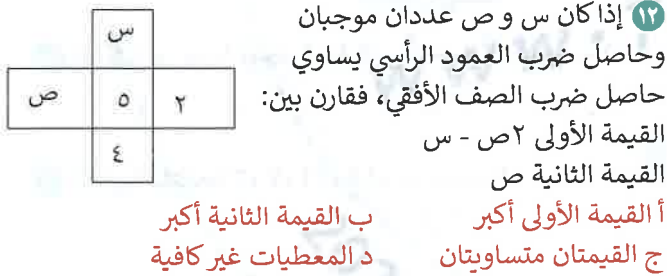 ١٢ إذا كان س و ص عددان موجبان
وحاصل ضرب العمود الرأسي يساوي
حاصل ضرب الصف الأفقي، فقارن بين:
القيمة الأولى ٢ص - س
القيمة الثانية ص
أ القيمة الأولى أكبر
ب القيمة الثانية أكبر
ج القيمتان متساويتان
د المعطيات غير كافية
س
٢ ٥ ص
٤